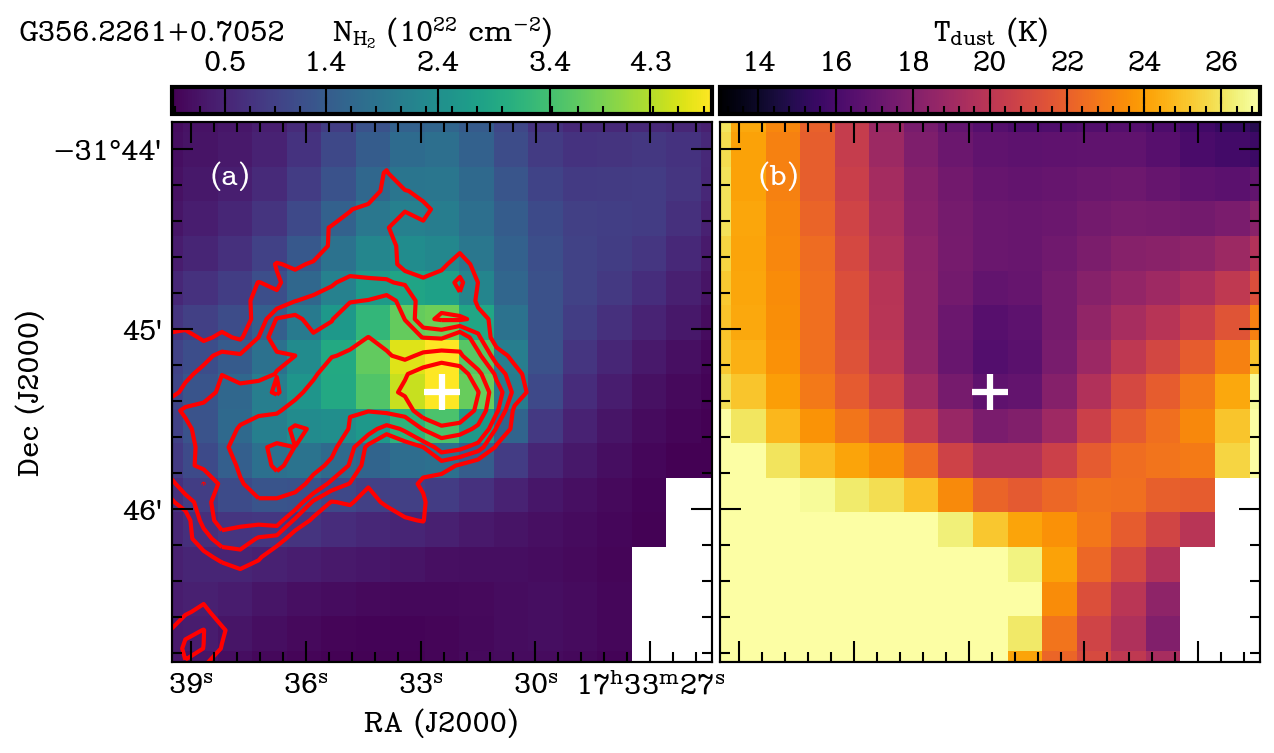 G356.2261+0.7052 N_H₂ (10²² cm⁻²) T_dust (K)
0.5 1.4 2.4 3.4 4.3 14 16 18 20 22 24 26
(a) (b)
−31°44'
45'
46'
Dec (J2000)
39ˢ 36ˢ 33ˢ 30ˢ 17ʰ33ᵐ27ˢ
RA (J2000)